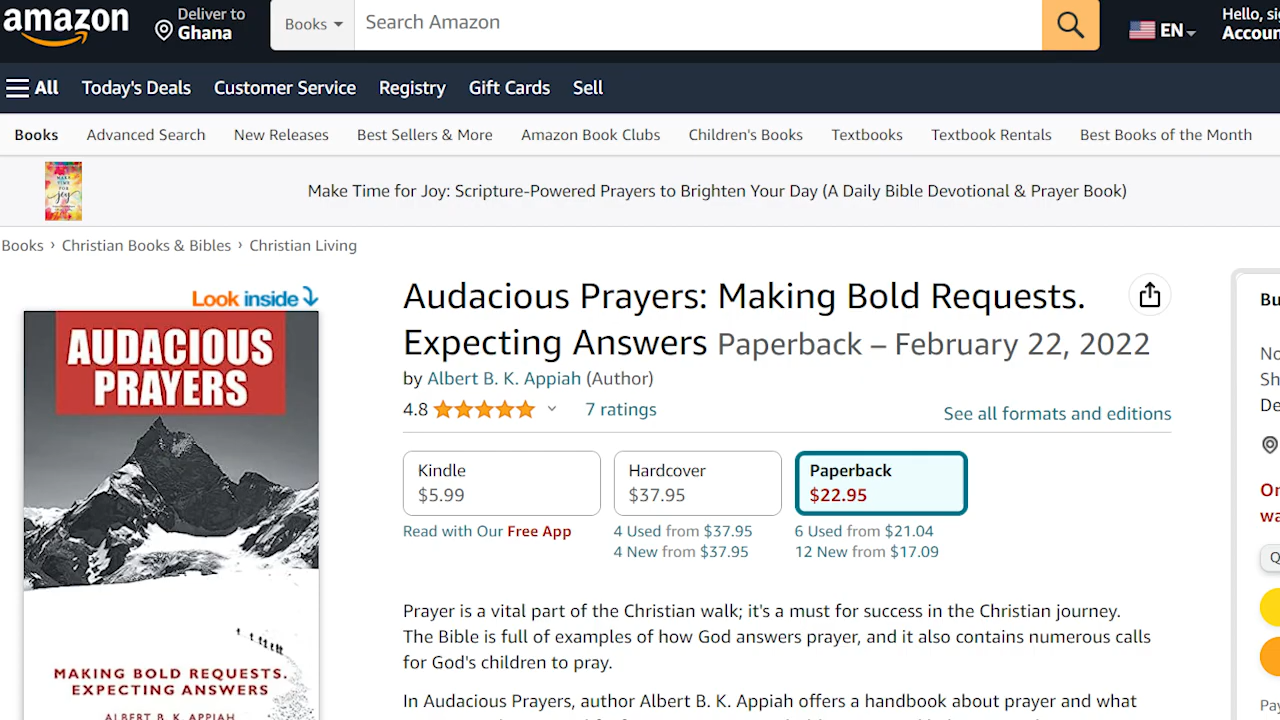 amazon
Deliver to
Ghana
Books
Search Amazon
EN
Hello, si
Accoun
All
Today's Deals
Customer Service
Registry
Gift Cards
Sell
Books
Advanced Search
New Releases
Best Sellers & More
Amazon Book Clubs
Children's Books
Textbooks
Textbook Rentals
Best Books of the Month
Make Time for Joy: Scripture-Powered Prayers to Brighten Your Day (A Daily Bible Devotional & Prayer Book)
Books › Christian Books & Bibles › Christian Living
Look inside
AUDACIOUS
PRAYERS
MAKING BOLD REQUESTS.
EXPECTING ANSWERS
ALBERT B. K. APPIAH
Audacious Prayers: Making Bold Requests.
Expecting Answers Paperback – February 22, 2022
by Albert B. K. Appiah (Author)
4.8
7 ratings
See all formats and editions
Kindle
$5.99
Read with Our Free App
Hardcover
$37.95
4 Used from $37.95
4 New from $37.95
Paperback
$22.95
6 Used from $21.04
12 New from $17.09
Prayer is a vital part of the Christian walk; it's a must for success in the Christian journey.
The Bible is full of examples of how God answers prayer, and it also contains numerous calls
for God's children to pray.
In Audacious Prayers, author Albert B. K. Appiah offers a handbook about prayer and what
Bu
No
Sh
De
On
wa
Q
Pay